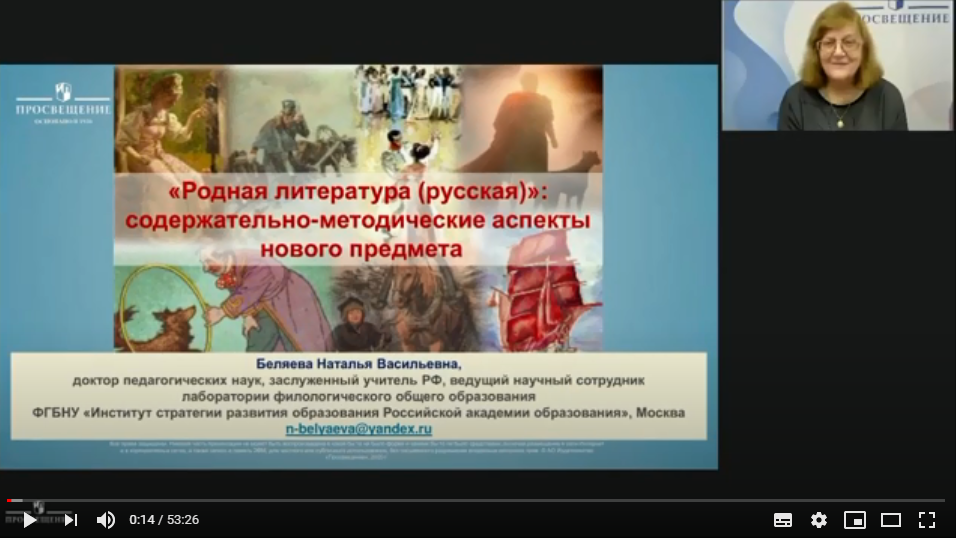 ПРОСВЕЩЕНИЕ
ПРОСВЕЩЕНИЕ
«Родная литература (русская)»:
содержательно-методические аспекты
нового предмета
Беляева Наталья Васильевна,
доктор педагогических наук, заслуженный учитель РФ, ведущий научный сотрудник
лаборатории филологического общего образования
ФГБНУ «Институт стратегии развития образования Российской академии образования», Москва
n-belyaeva@yandex.ru
0:14 / 53:26